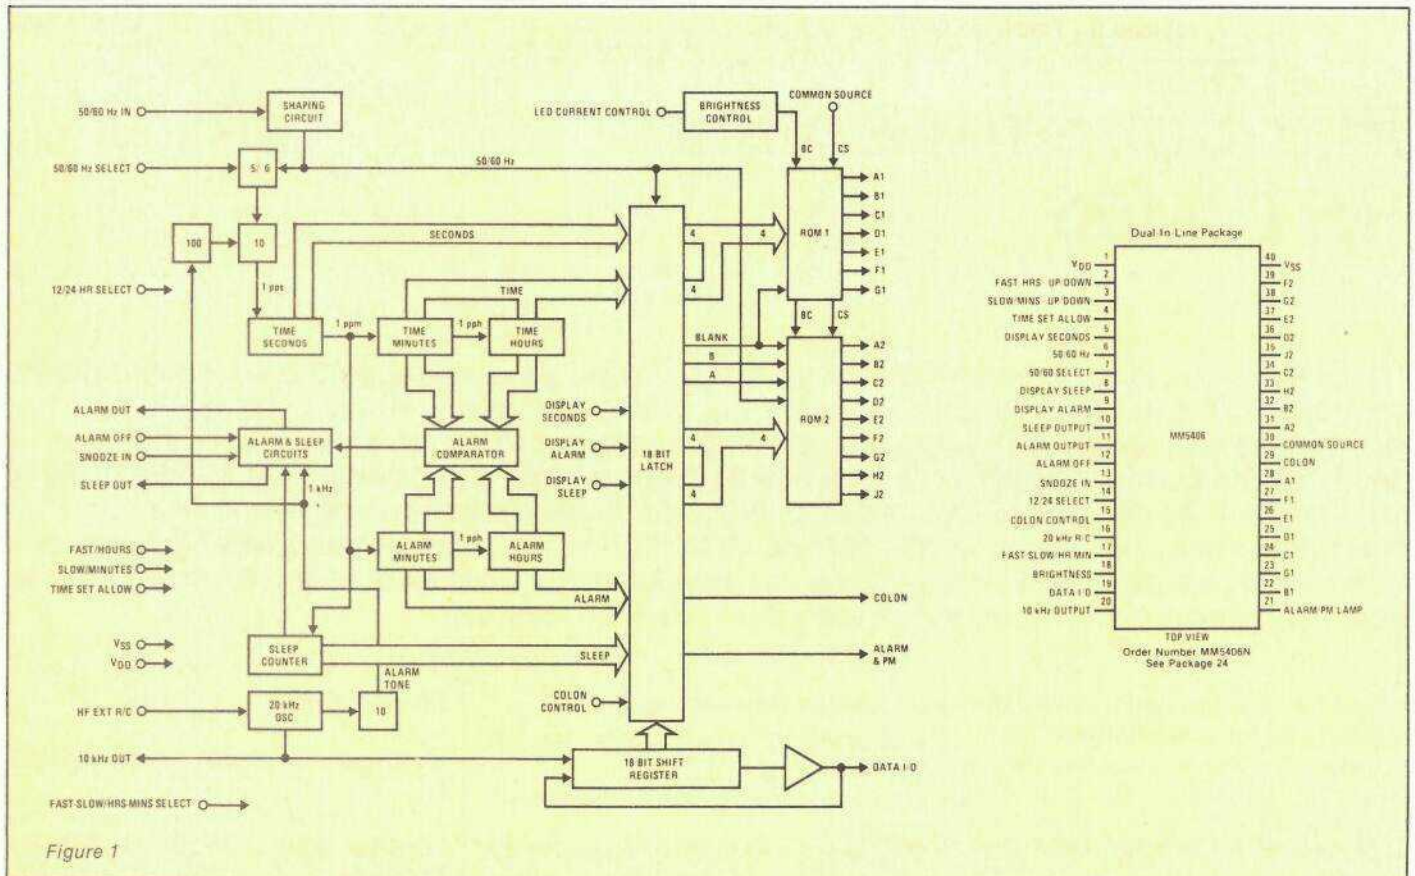 50/60 Hz IN
SHAPING
CIRCUIT
50/60 Hz SELECT
5/ 6
50/60 Hz
100
10
1 pps
SECONDS
12/24 HR SELECT
TIME
SECONDS
1 ppm
TIME
MINUTES
1 pph
TIME
HOURS
TIME
ALARM OUT
ALARM OFF
SNOOZE IN
SLEEP OUT
ALARM & SLEEP
CIRCUITS
1 kHz
ALARM
COMPARATOR
FAST/HOURS
SLOW/MINUTES
TIME SET ALLOW
ALARM
MINUTES
1 pph
ALARM
HOURS
ALARM
VSS
VDD
SLEEP
COUNTER
SLEEP
ALARM
TONE
HF EXT R/C
20 kHz
OSC
10
10 kHz OUT
FAST SLOW/HRS-MINS SELECT
LED CURRENT CONTROL
BRIGHTNESS
CONTROL
COMMON SOURCE
BC
CS
4
4
4
ROM 1
A1
B1
C1
D1
E1
F1
G1
BC
CS
BLANK
B
A
DISPLAY
SECONDS
DISPLAY
ALARM
DISPLAY
SLEEP
18 BIT
LATCH
4
4
4
ROM 2
A2
B2
C2
D2
E2
F2
G2
H2
J2
COLON
ALARM
& PM
COLON
CONTROL
18 BIT SHIFT
REGISTER
DATA I/O
Dual-In-Line Package
1
VDD
2
FAST HRS UP DOWN
3
SLOW/MINS UP DOWN
4
TIME SET ALLOW
5
DISPLAY SECONDS
6
50/60 Hz
7
50/60 SELECT
8
DISPLAY SLEEP
9
DISPLAY ALARM
10
SLEEP OUTPUT
11
ALARM OUTPUT
12
ALARM OFF
13
SNOOZE IN
14
12/24 SELECT
15
COLON CONTROL
16
20 kHz R/C
17
FAST SLOW/HR MIN
18
BRIGHTNESS
19
DATA I/O
20
10 kHz OUTPUT
MM5406
40
VSS
39
F2
38
G2
37
E2
36
D2
35
J2
34
C2
33
H2
32
B2
31
A2
30
COMMON SOURCE
29
COLON
28
A1
27
F1
26
E1
25
D1
24
C1
23
G1
22
B1
21
ALARM/PM LAMP
TOP VIEW
Order Number MM5406N
See Package 24
Figure 1